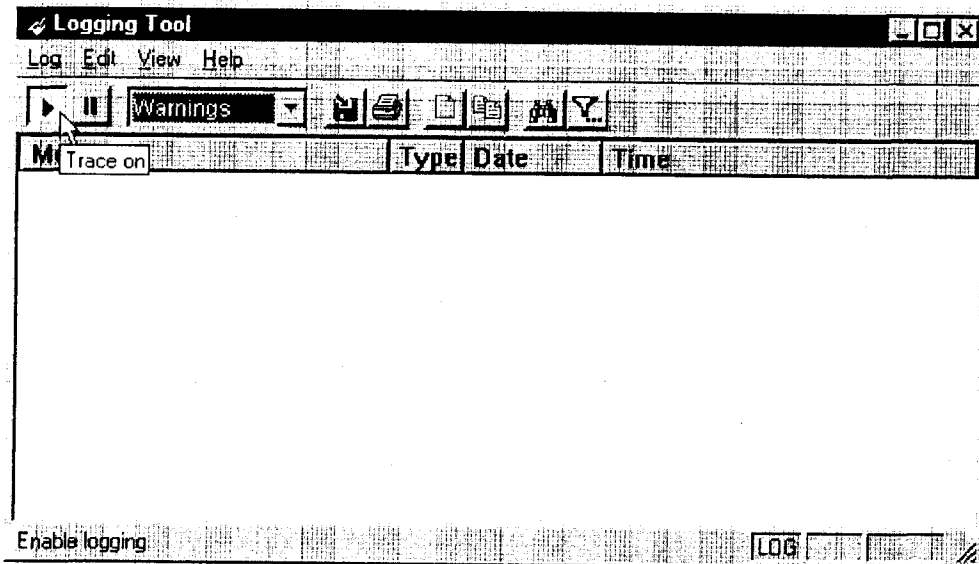 Logging Tool
Log Edit View Help
Warnings
Trace on
Type Date Time
Enable logging
LOG